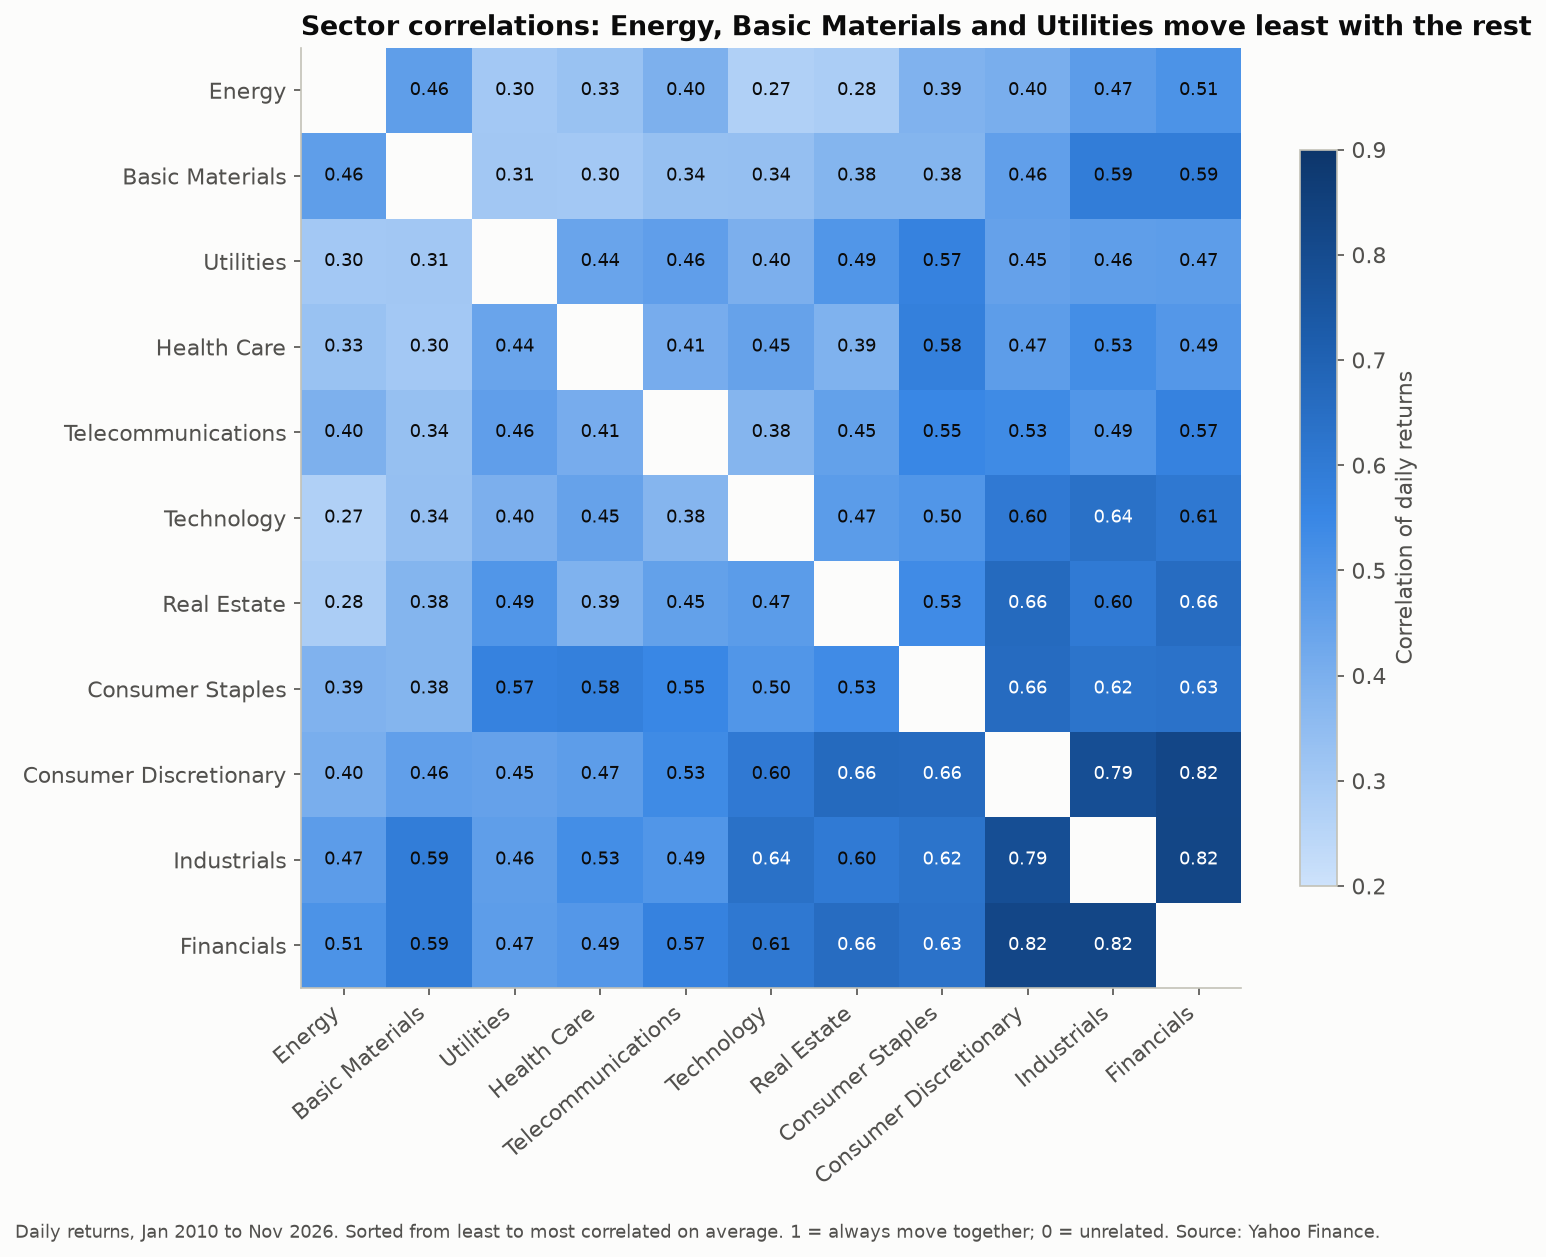 Sector correlations: Energy, Basic Materials and Utilities move least with the rest
Energy 0.46 0.30 0.33 0.40 0.27 0.28 0.39 0.40 0.47 0.51
Basic Materials 0.46 0.31 0.30 0.34 0.34 0.38 0.38 0.46 0.59 0.59
Utilities 0.30 0.31 0.44 0.46 0.40 0.49 0.57 0.45 0.46 0.47
Health Care 0.33 0.30 0.44 0.41 0.45 0.39 0.58 0.47 0.53 0.49
Telecommunications 0.40 0.34 0.46 0.41 0.38 0.45 0.55 0.53 0.49 0.57
Technology 0.27 0.34 0.40 0.45 0.38 0.47 0.50 0.60 0.64 0.61
Real Estate 0.28 0.38 0.49 0.39 0.45 0.47 0.53 0.66 0.60 0.66
Consumer Staples 0.39 0.38 0.57 0.58 0.55 0.50 0.53 0.66 0.62 0.63
Consumer Discretionary 0.40 0.46 0.45 0.47 0.53 0.60 0.66 0.66 0.79 0.82
Industrials 0.47 0.59 0.46 0.53 0.49 0.64 0.60 0.62 0.79 0.82
Financials 0.51 0.59 0.47 0.49 0.57 0.61 0.66 0.63 0.82 0.82
Energy
Basic Materials
Utilities
Health Care
Telecommunications
Technology
Real Estate
Consumer Staples
Consumer Discretionary
Industrials
Financials
0.9
0.8
0.7
0.6
0.5
0.4
0.3
0.2
Correlation of daily returns
Daily returns, Jan 2010 to Nov 2026. Sorted from least to most correlated on average. 1 = always move together; 0 = unrelated. Source: Yahoo Finance.